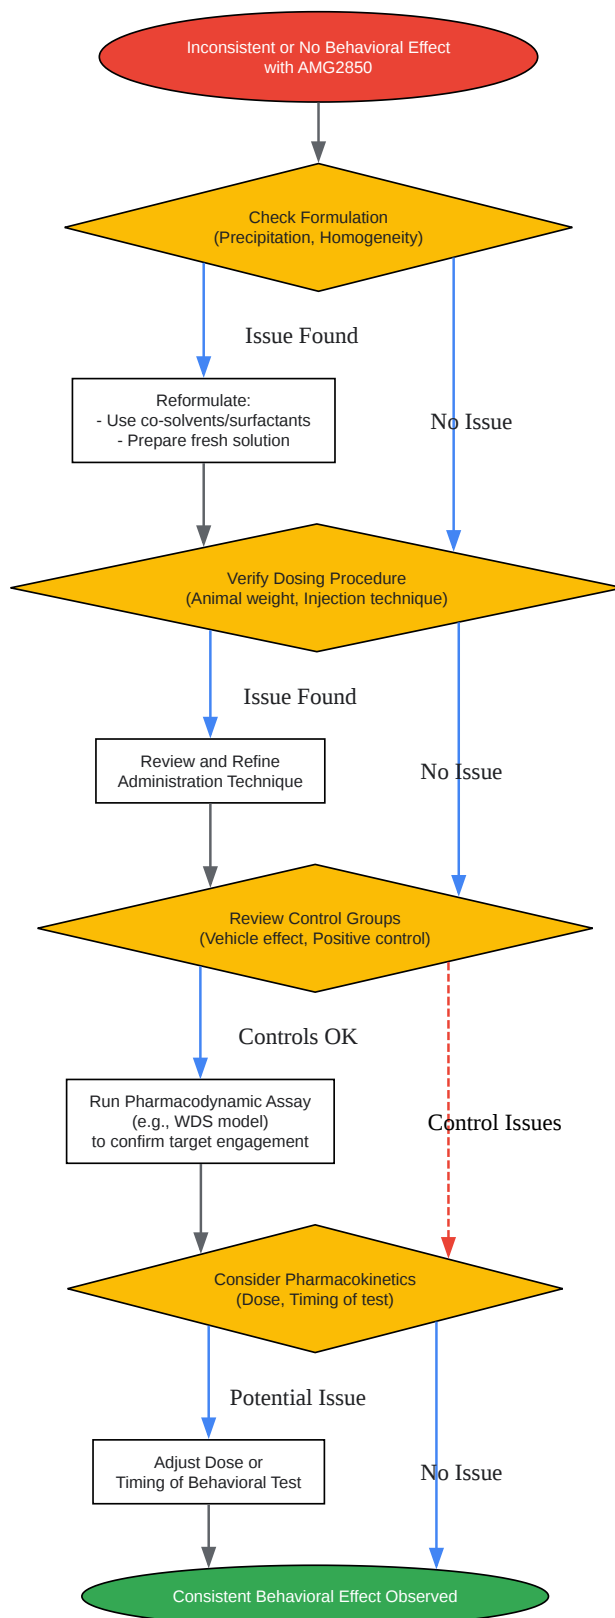 Inconsistent or No Behavioral Effect
with AMG2850
Check Formulation
(Precipitation, Homogeneity)
Issue Found
Reformulate:
- Use co-solvents/surfactants
- Prepare fresh solution
No Issue
Verify Dosing Procedure
(Animal weight, Injection technique)
Issue Found
Review and Refine
Administration Technique
No Issue
Review Control Groups
(Vehicle effect, Positive control)
Controls OK
Run Pharmacodynamic Assay
(e.g., WDS model)
to confirm target engagement
Control Issues
Consider Pharmacokinetics
(Dose, Timing of test)
Potential Issue
Adjust Dose or
Timing of Behavioral Test
No Issue
Consistent Behavioral Effect Observed